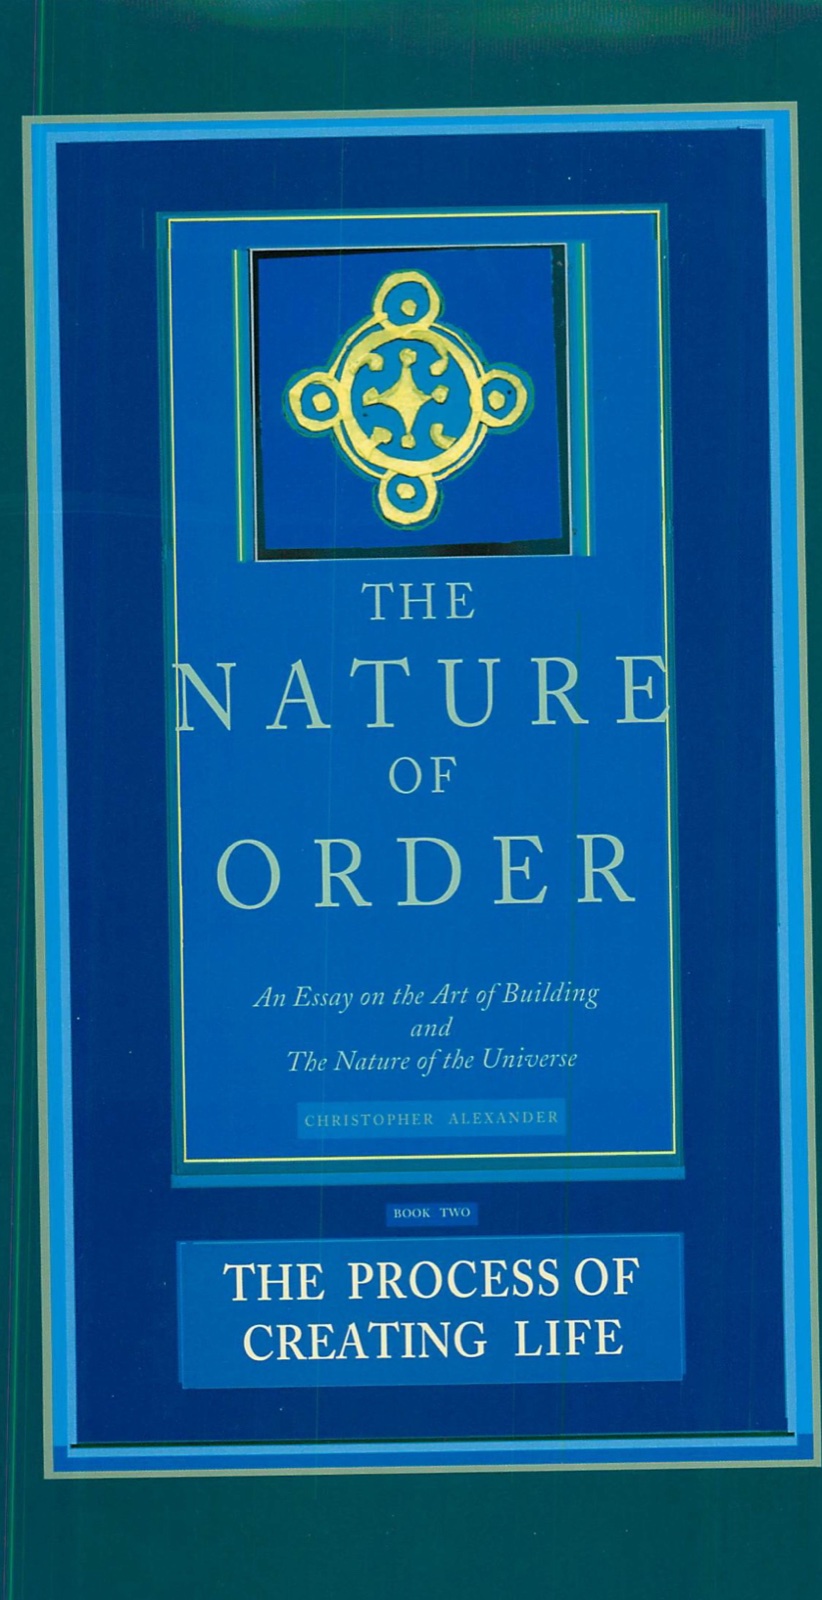 THE
NATURE
OF
ORDER
An Essay on the Art of Building
and
The Nature of the Universe
CHRISTOPHER ALEXANDER
BOOK TWO
THE PROCESS OF
CREATING LIFE